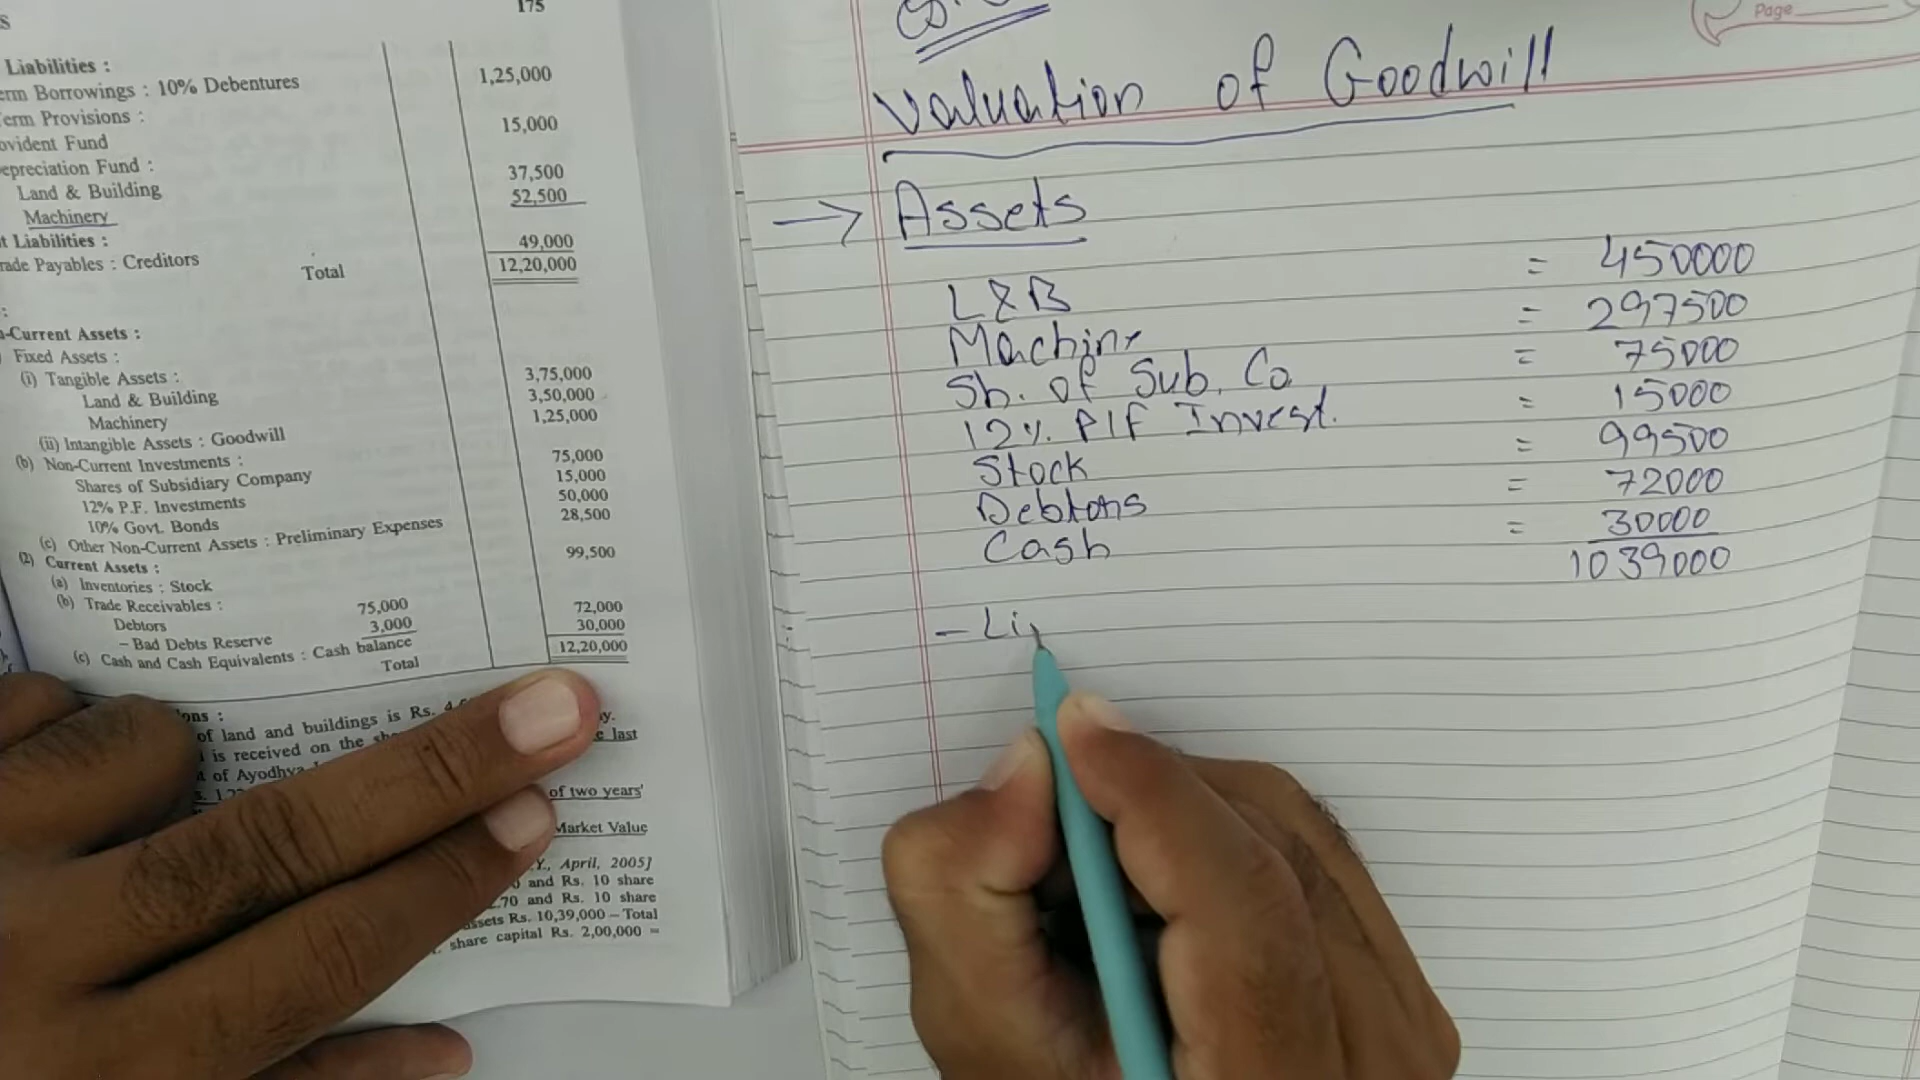 175
Liabilities :
Borrowings : 10% Debentures 1,25,000
Provisions :
Fund 15,000
Fund :
Land & Building 37,500
Machinery 52,500
Liabilities :
Payables : Creditors 49,000
Total 12,20,000
Current Assets :
Fixed Assets :
(i) Tangible Assets :
Land & Building 3,75,000
Machinery 3,50,000
(ii) Intangible Assets : Goodwill 1,25,000
(b) Non-Current Investments :
Shares of Subsidiary Company 75,000
12% P.F. Investments 15,000
10% Govt. Bonds 50,000
(c) Other Non-Current Assets : Preliminary Expenses 28,500
(2) Current Assets :
(a) Inventories : Stock 99,500
(b) Trade Receivables :
Debtors 75,000
– Bad Debts Reserve 3,000 72,000
(c) Cash and Cash Equivalents : Cash balance 30,000
Total 12,20,000
of land and buildings is Rs.
is received on the
last
of Ayodhya
of two years'
Market Value
April, 2005]
and Rs. 10 share
and Rs. 10 share
Rs. 10,39,000 – Total
share capital Rs. 2,00,000 =
Page
Valuation of Goodwill
→ Assets
L&B = 450000
Machine = 297500
Sh. of Sub. Co = 75000
12% P/F Invest. = 15000
Stock = 99500
Debtors = 72000
Cash = 30000
1039000
– Li